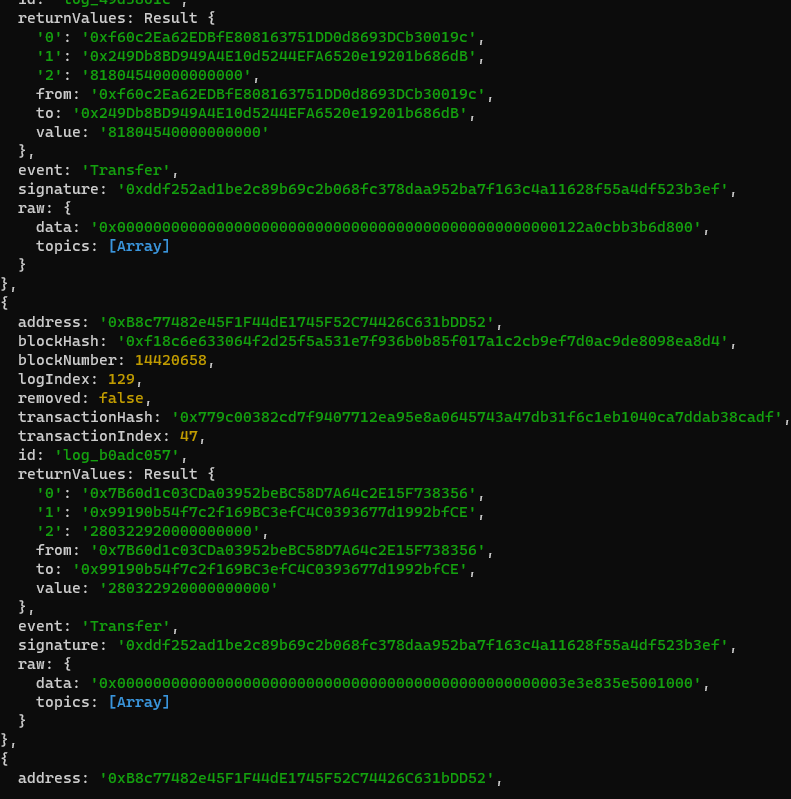 id: 'log_49d5801c',
returnValues: Result {
'0': '0xf60c2Ea62EDBfE808163751DD0d8693DCb30019c',
'1': '0x249Db8BD949A4E10d5244EFA6520e19201b686dB',
'2': '81804540000000000',
from: '0xf60c2Ea62EDBfE808163751DD0d8693DCb30019c',
to: '0x249Db8BD949A4E10d5244EFA6520e19201b686dB',
value: '81804540000000000'
},
event: 'Transfer',
signature: '0xddf252ad1be2c89b69c2b068fc378daa952ba7f163c4a11628f55a4df523b3ef',
raw: {
data: '0x000000000000000000000000000000000000000000000000000122a0cbb3b6d800',
topics: [Array]
}
},
{
address: '0xB8c77482e45F1F44dE1745F52C74426C631bDD52',
blockHash: '0xf18c6e633064f2d25f5a531e7f936b0b85f017a1c2cb9ef7d0ac9de8098ea8d4',
blockNumber: 14420658,
logIndex: 129,
removed: false,
transactionHash: '0x779c00382cd7f9407712ea95e8a0645743a47db31f6c1eb1040ca7ddab38cadf',
transactionIndex: 47,
id: 'log_b0adc057',
returnValues: Result {
'0': '0x7B60d1c03CDa03952beBC58D7A64c2E15F738356',
'1': '0x99190b54f7c2f169BC3efC4C0393677d1992bfCE',
'2': '280322920000000000',
from: '0x7B60d1c03CDa03952beBC58D7A64c2E15F738356',
to: '0x99190b54f7c2f169BC3efC4C0393677d1992bfCE',
value: '280322920000000000'
},
event: 'Transfer',
signature: '0xddf252ad1be2c89b69c2b068fc378daa952ba7f163c4a11628f55a4df523b3ef',
raw: {
data: '0x00000000000000000000000000000000000000000000000003e3e835e5001000',
topics: [Array]
}
},
{
address: '0xB8c77482e45F1F44dE1745F52C74426C631bDD52',